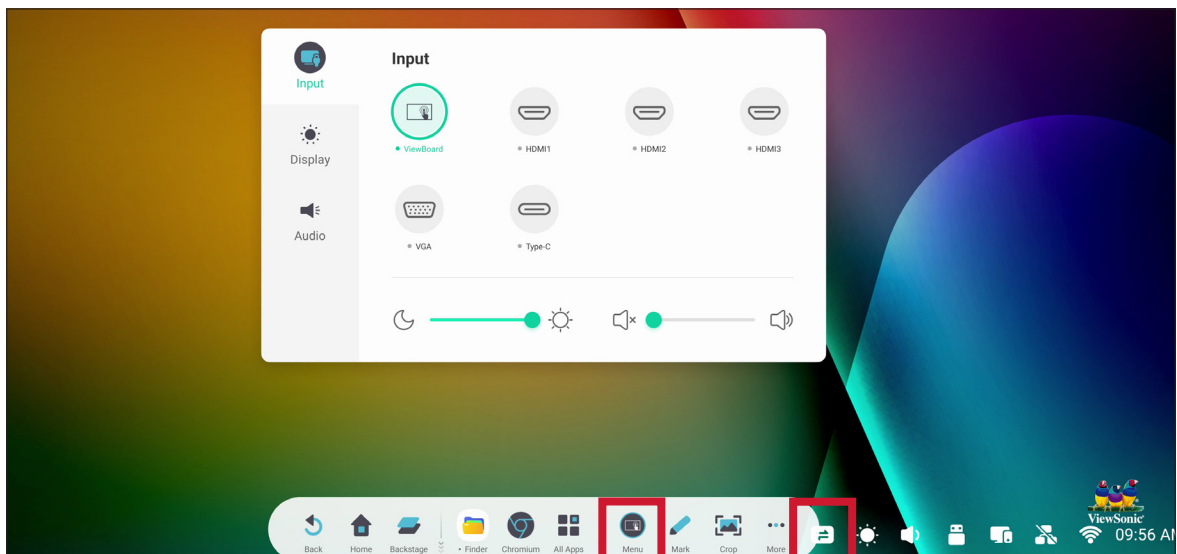 Input
Input
• ViewBoard
• HDMI1
• HDMI2
• HDMI3
Display
Audio
• VGA
• Type-C
ViewSonic
Back
Home
Backstage
• Finder
Chromium
All Apps
Menu
Mark
Crop
More
09:56 AM